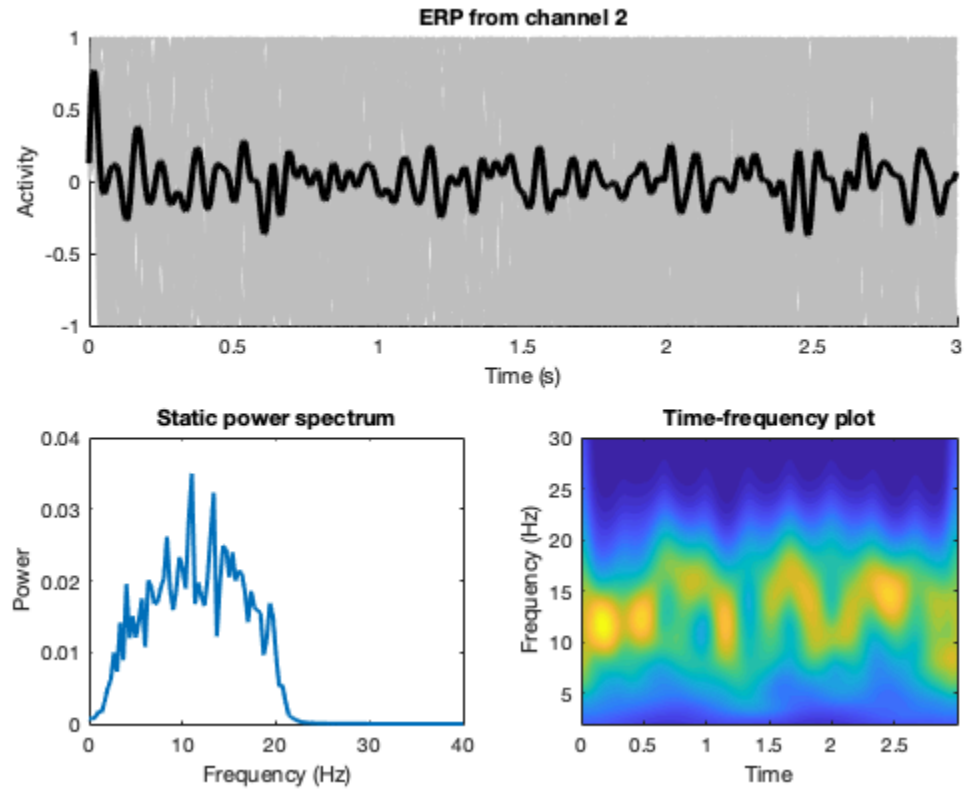 ERP from channel 2
1
0.5
0
-0.5
-1
Activity
0 0.5 1 1.5 2 2.5 3
Time (s)
Static power spectrum
0.04
0.03
0.02
0.01
0
Power
0 10 20 30 40
Frequency (Hz)
Time-frequency plot
30
25
20
15
10
5
Frequency (Hz)
0 0.5 1 1.5 2 2.5
Time